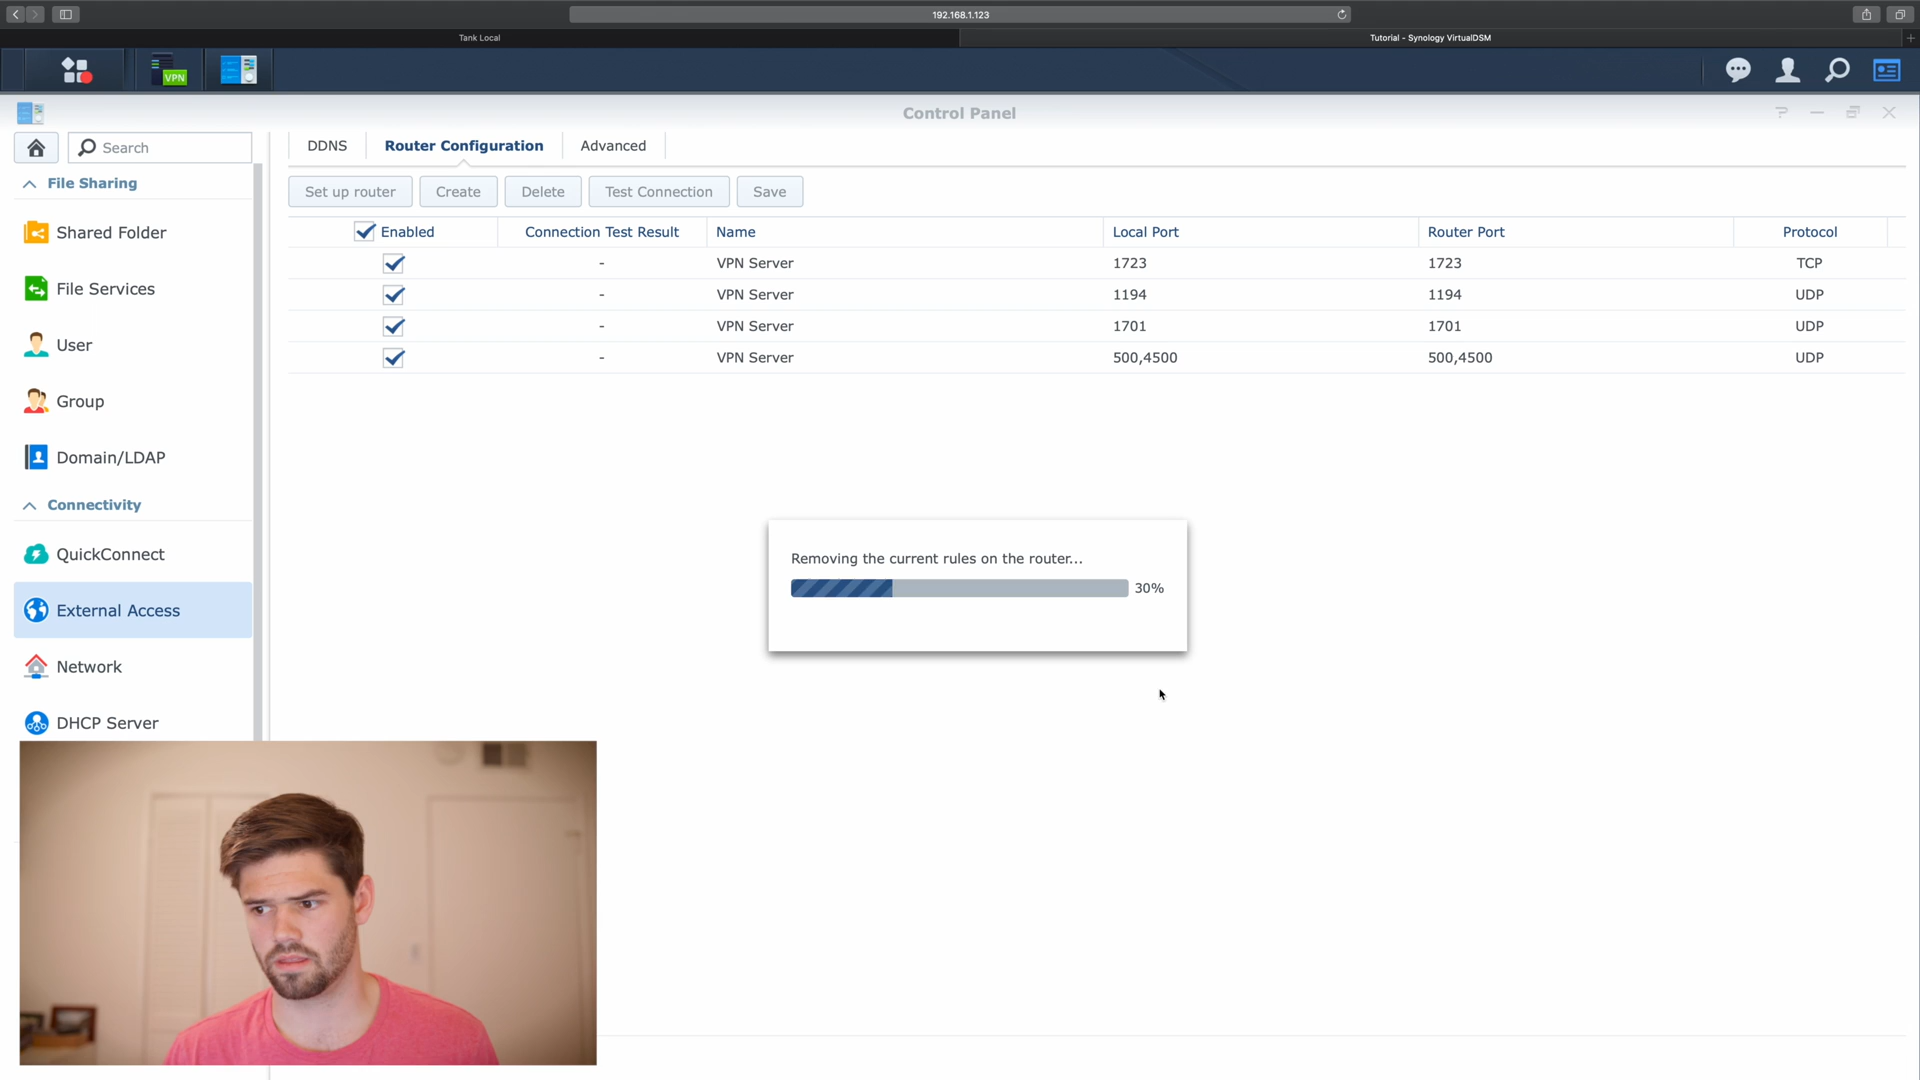 192.168.1.123
Tank Local
Tutorial - Synology VirtualDSM
VPN
Control Panel
Search
DDNS
Router Configuration
Advanced
File Sharing
Set up router
Create
Delete
Test Connection
Save
Enabled
Connection Test Result
Name
Local Port
Router Port
Protocol
Shared Folder
- VPN Server 1723 1723 TCP
File Services
- VPN Server 1194 1194 UDP
- VPN Server 1701 1701 UDP
User
- VPN Server 500,4500 500,4500 UDP
Group
Domain/LDAP
Connectivity
QuickConnect
Removing the current rules on the router...
30%
External Access
Network
DHCP Server